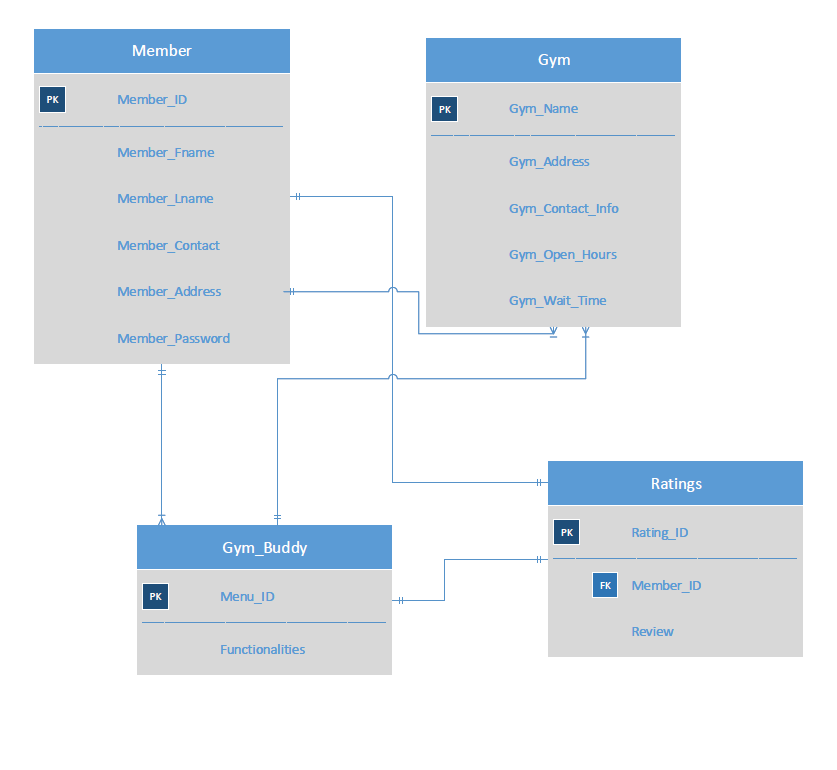 Member
PK Member_ID
Member_Fname
Member_Lname
Member_Contact
Member_Address
Member_Password
Gym
PK Gym_Name
Gym_Address
Gym_Contact_Info
Gym_Open_Hours
Gym_Wait_Time
Gym_Buddy
PK Menu_ID
Functionalities
Ratings
PK Rating_ID
FK Member_ID
Review